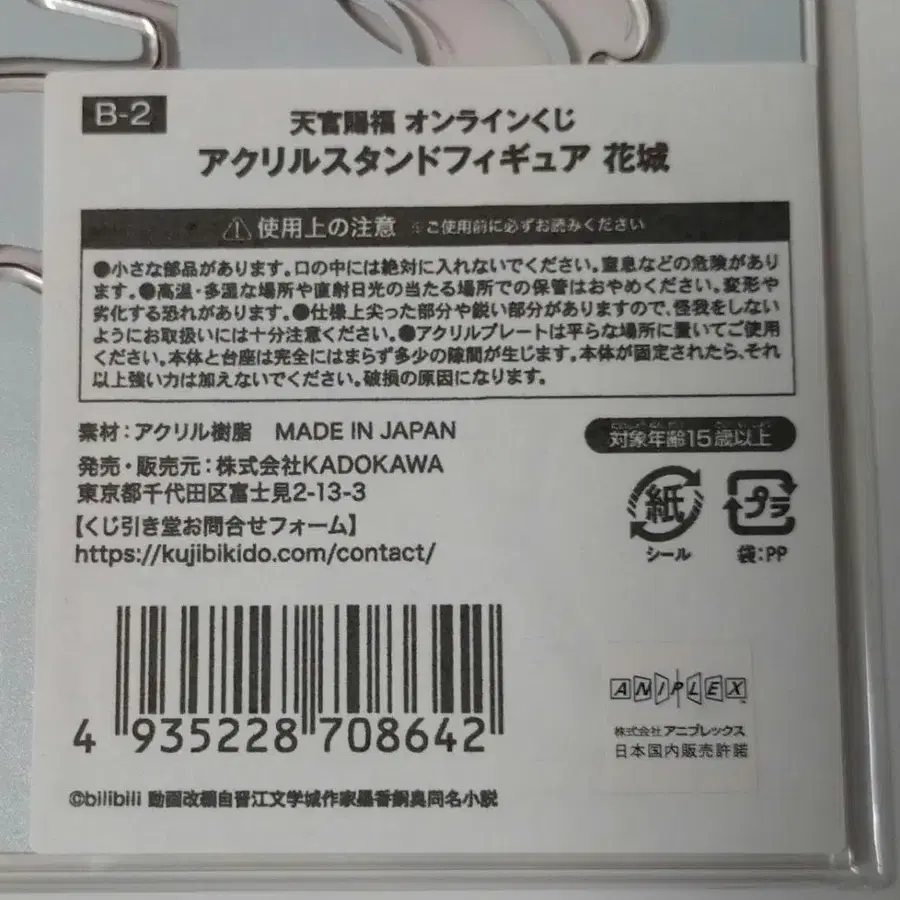 B-2
天官賜福 オンラインくじ
アクリルスタンドフィギュア 花城
⚠使用上の注意 ※ご使用前に必ずお読みください
●小さな部品があります。口の中には絶対に入れないでください。窒息などの危険があり
ます。●高温・多湿な場所や直射日光の当たる場所での保管はおやめください。変形や
劣化する恐れがあります。●仕様上尖った部分や鋭い部分がありますので、怪我をしない
ようにお取扱いには十分注意ください。●アクリルプレートは平らな場所に置いてご使用
ください。本体と台座は完全にはまらず多少の隙間が生じます。本体が固定されたら、それ
以上強い力は加えないでください。破損の原因になります。
素材：アクリル樹脂 MADE IN JAPAN
対象年齢15歳以上
発売・販売元：株式会社KADOKAWA
東京都千代田区富士見2-13-3
【くじ引き堂お問合せフォーム】
https://kujibikido.com/contact/
紙
シール
プラ
袋：PP
4 935228 708642
ANIPLEX
株式会社アニプレックス
日本国内販売許諾
©bilibili 動画改編自晋江文学城作家墨香銅臭同名小説